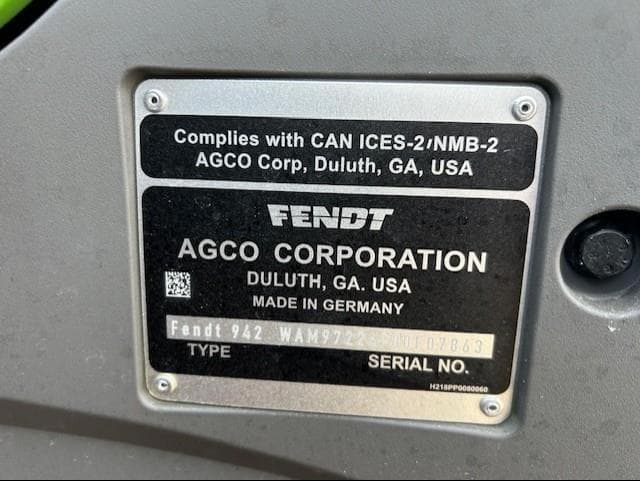 Complies with CAN ICES-2/NMB-2
AGCO Corp, Duluth, GA, USA
FENDT
AGCO CORPORATION
DULUTH, GA. USA
MADE IN GERMANY
Fendt 942
TYPE
SERIAL NO.
H218PP0080060